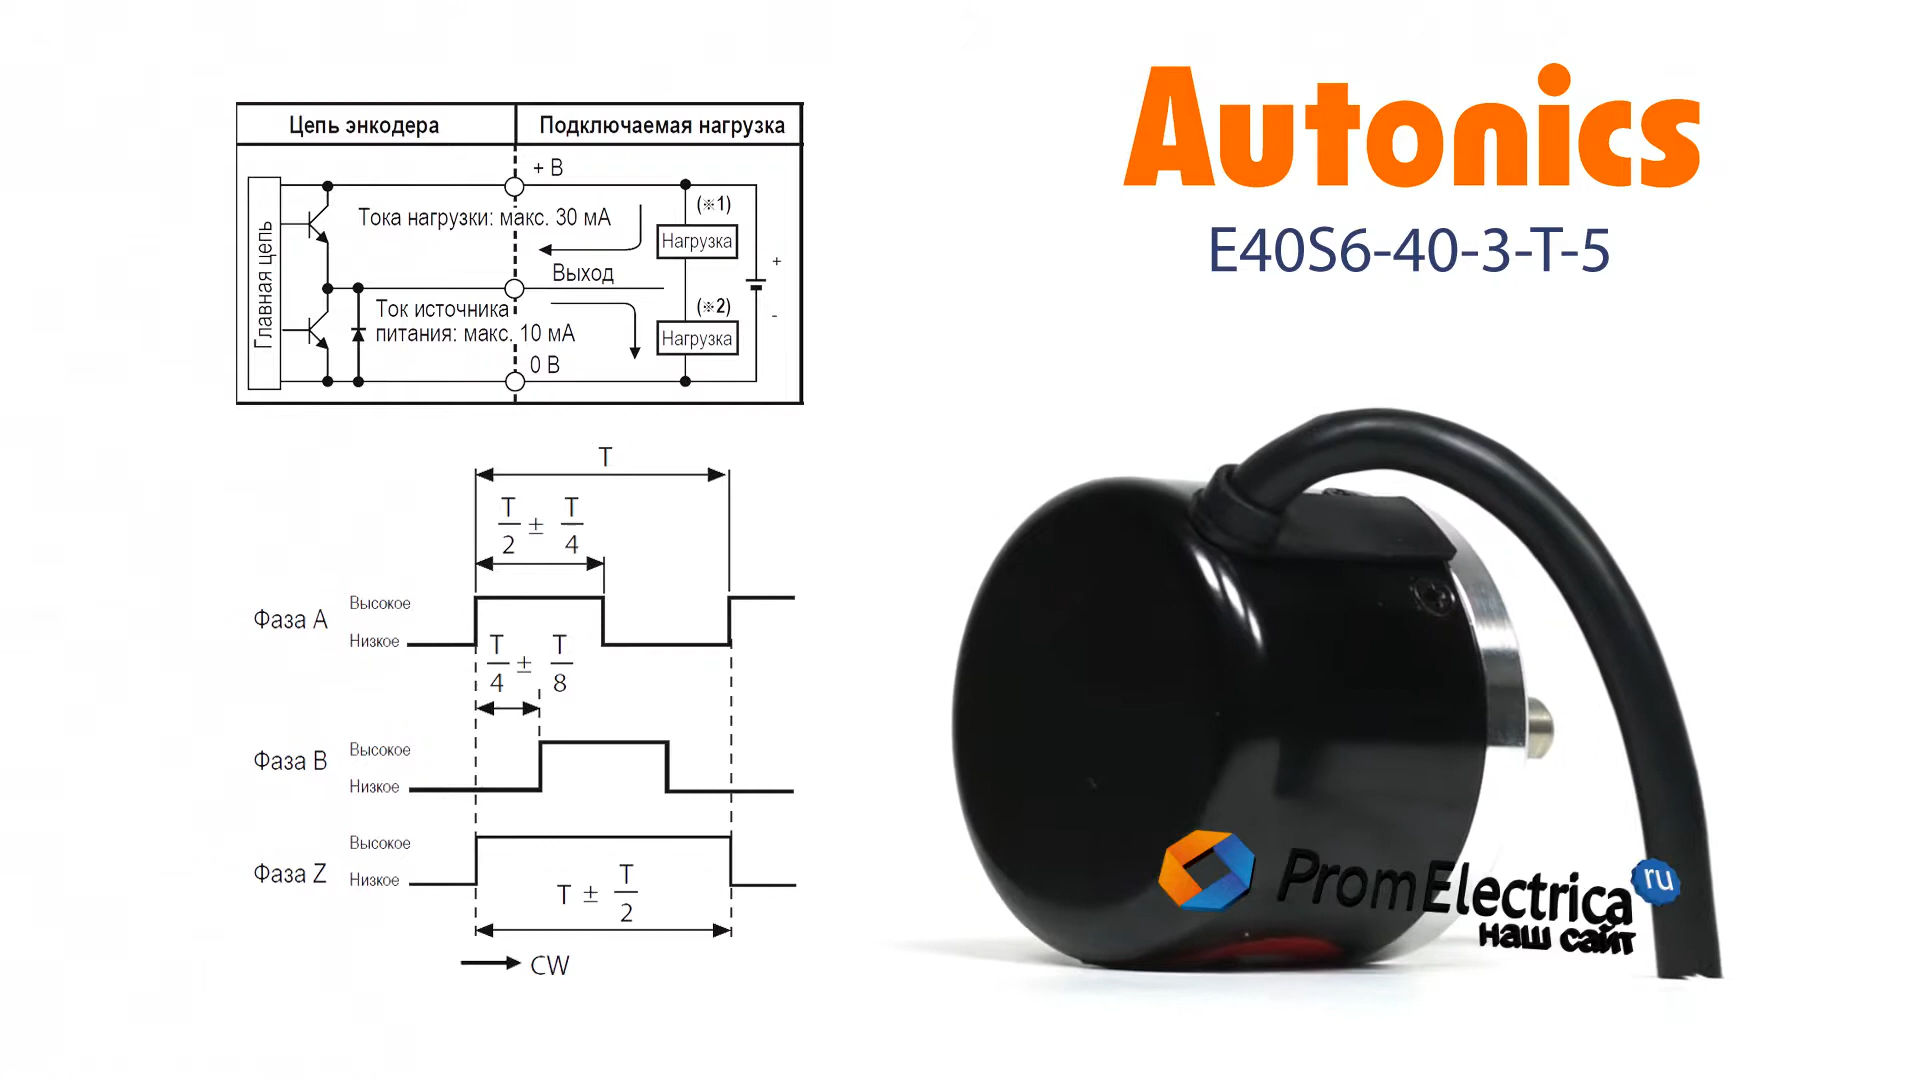 Autonics
E40S6-40-3-T-5
Цепь энкодера
Подключаемая нагрузка
Главная цепь
+ В
Тока нагрузки: макс. 30 мА
(※1)
Нагрузка
Выход
+
-
Ток источника
питания: макс. 10 мА
(※2)
Нагрузка
0 В
T
T/2 ± T/4
Фаза A
Высокое
Низкое
T/4 ± T/8
Фаза B
Высокое
Низкое
Фаза Z
Высокое
Низкое
T ± T/2
CW
PromElectrica ru
наш сайт